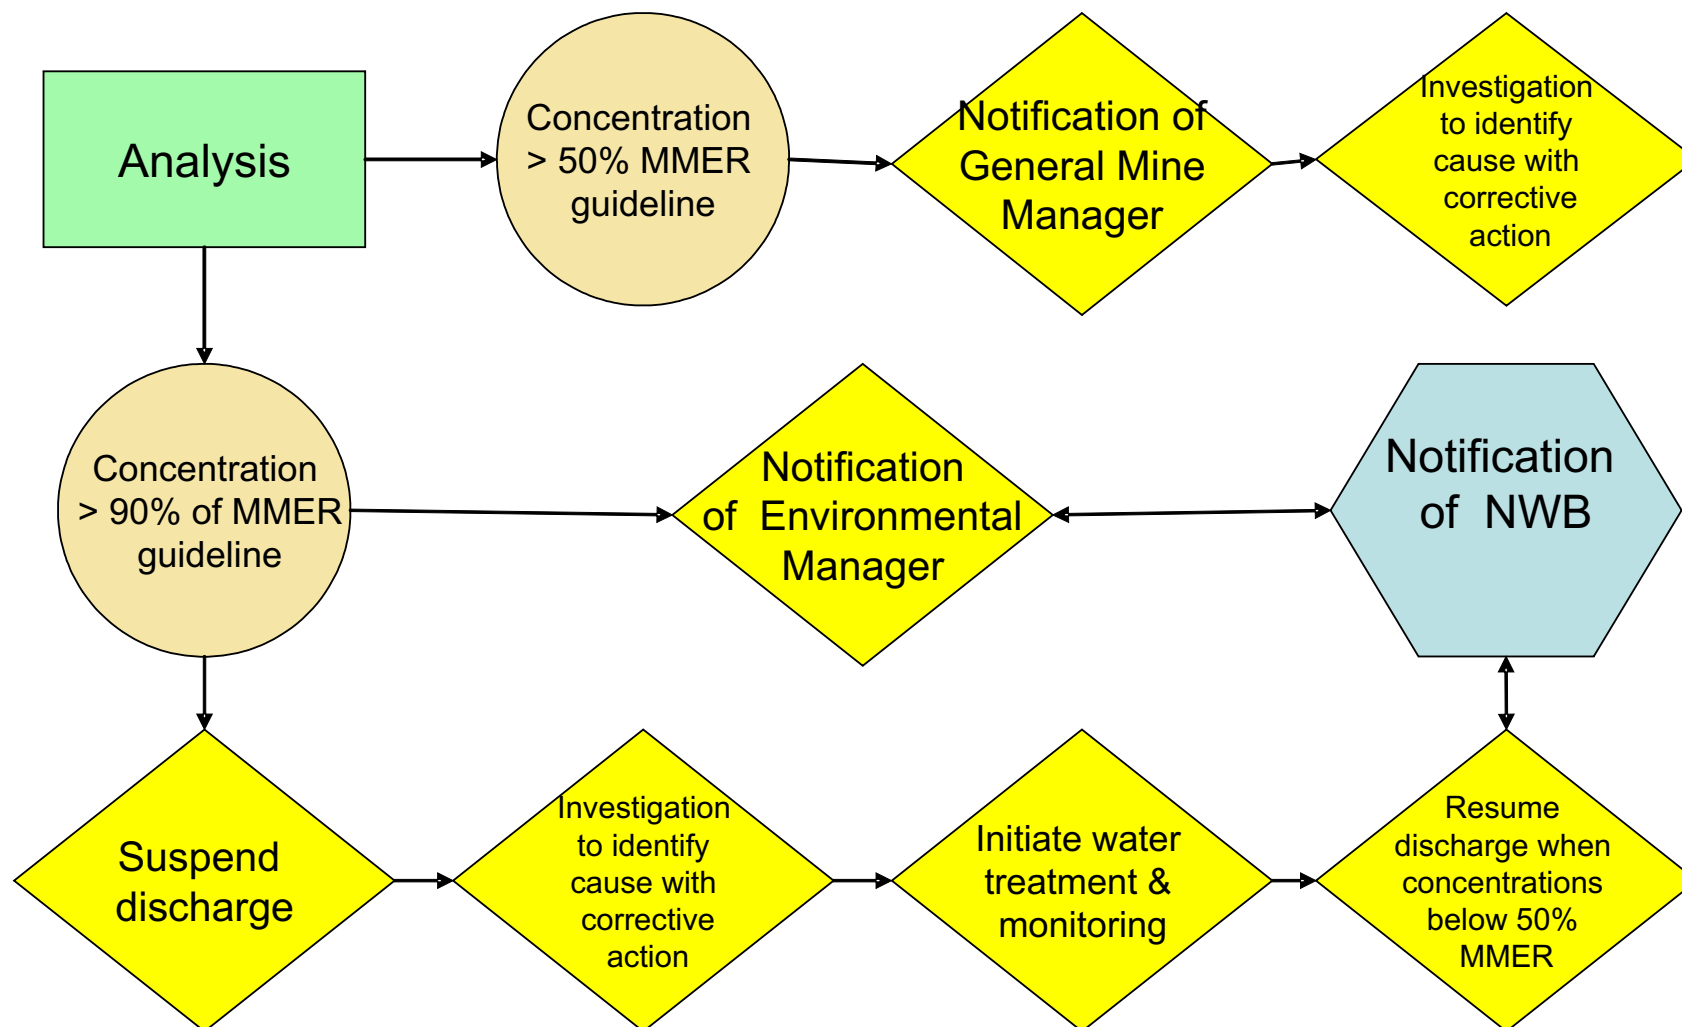 Analysis
Concentration
> 50% MMER
guideline
Notification of
General Mine
Manager
Investigation
to identify
cause with
corrective
action
Concentration
> 90% of MMER
guideline
Notification
of Environmental
Manager
Notification
of NWB
Suspend
discharge
Investigation
to identify
cause with
corrective
action
Initiate water
treatment &
monitoring
Resume
discharge when
concentrations
below 50%
MMER